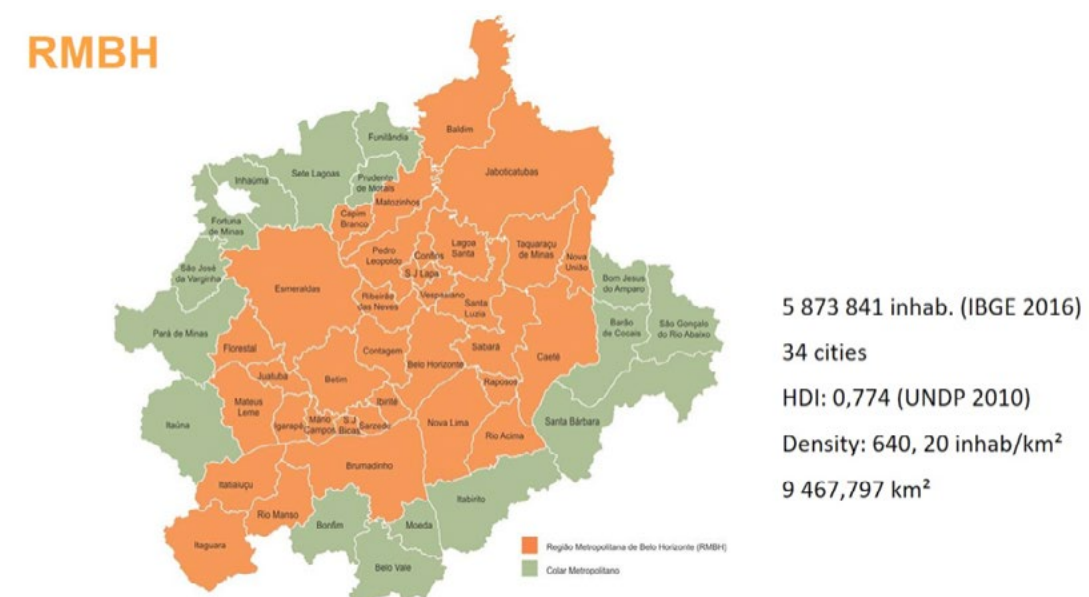 RMBH
Baldim
Funilândia
Jaboticatubas
Sete Lagoas
Inhaúma
Prudente
de Morais
Matozinhos
Capim
Branco
Fortuna
de Minas
Pedro
Leopoldo
Confins
Lagoa
Santa
Taquaraçu
de Minas
Nova
União
São José
da Varginha
S J Lapa
Bom Jesus
do Amparo
Esmeraldas
Ribeirão
das Neves
Vespasiano
Santa
Luzia
Pará de Minas
Barão
de Cocais
São Gonçalo
do Rio Abaixo
Florestal
Contagem
Belo Horizonte
Sabará
Caeté
Juatuba
Betim
Raposos
Mateus
Leme
Ibirité
Igarapé
Mário
Campos
S J
Bicas
Sarzedo
Nova Lima
Rio Acima
Santa Bárbara
Itaúna
Brumadinho
Itatiaiuçu
Itabirito
Rio Manso
Bonfim
Moeda
Itaguara
Belo Vale
Região Metropolitana de Belo Horizonte (RMBH)
Colar Metropolitano
5 873 841 inhab. (IBGE 2016)
34 cities
HDI: 0,774 (UNDP 2010)
Density: 640, 20 inhab/km²
9 467,797 km²